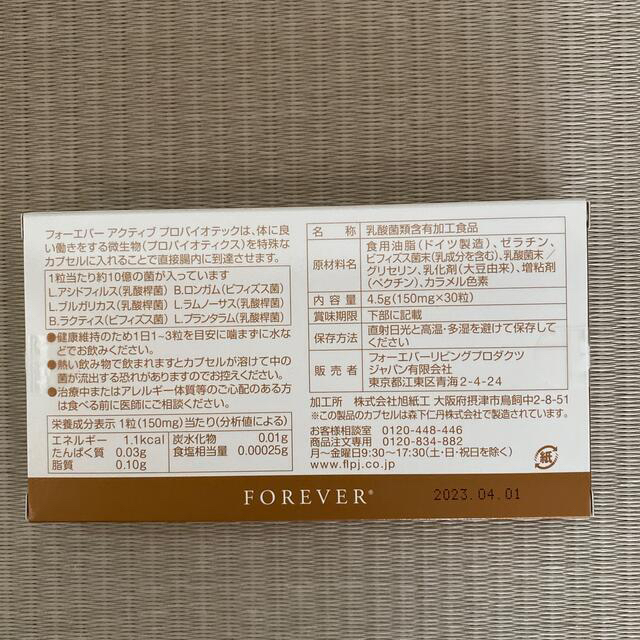 フォーエバー アクティブ プロバイオテックは、体に良
い働きをする微生物(プロバイオティクス)を特殊な
カプセルに入れることで直接腸内に到達させます。
1粒当たり約10億の菌が入っています
L.アシドフィルス(乳酸桿菌) B.ロンガム(ビフィズス菌)
L.ブルガリカス(乳酸桿菌) L.ラムノーサス(乳酸桿菌)
B.ラクティス(ビフィズス菌) L.プランタラム(乳酸桿菌)
●健康維持のため1日1~3粒を目安に噛まずに水な
どでお飲みください。
●熱い飲み物で飲まれますとカプセルが溶けて中の
菌が流出する恐れがありますのでお控えください。
●治療中またはアレルギー体質等のご心配のある方
は食べる前に医師にご相談ください。
栄養成分表示 1粒(150mg)当たり(分析値による)
エネルギー 1.1kcal 炭水化物 0.01g
たんぱく質 0.03g 食塩相当量 0.00025g
脂質 0.10g
名 称 乳酸菌類含有加工食品
原材料名 食用油脂(ドイツ製造)、ゼラチン、
ビフィズス菌末(乳成分を含む)、乳酸菌末/
グリセリン、乳化剤(大豆由来)、増粘剤
(ペクチン)、カラメル色素
内 容 量 4.5g(150mg×30粒)
賞味期限 下部に記載
保存方法 直射日光と高温・多湿を避けて保存して
ください
販 売 者 フォーエバーリビングプロダクツ
ジャパン有限会社
東京都江東区青海2-4-24
加工所 株式会社旭紙工 大阪府摂津市鳥飼中2-8-51
※この製品のカプセルは森下仁丹株式会社で製造されています。
お客様相談室 0120-448-446
商品注文専用 0120-834-882
月~金曜日9:30~17:30(土・日・祝日を除く)
www.flpj.co.jp
紙
FOREVER®
2023.04.01